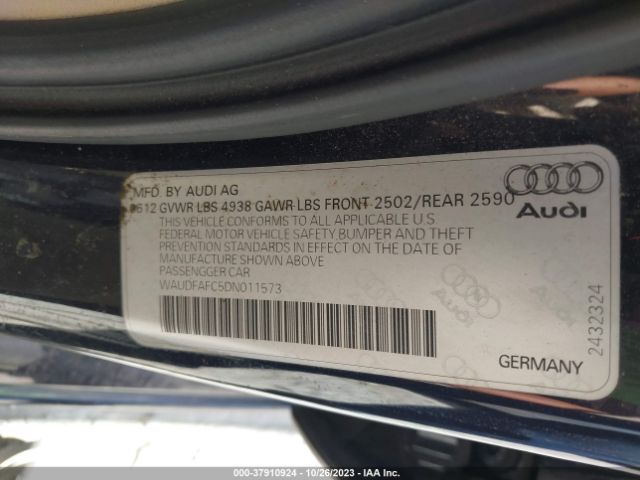 MFD. BY AUDI AG
612 GVWR LBS 4938 GAWR LBS FRONT 2502/REAR 2590
THIS VEHICLE CONFORMS TO ALL APPLICABLE U.S
FEDERAL MOTOR VEHICLE SAFETY BUMPER AND THEFT
PREVENTION STANDARDS IN EFFECT ON THE DATE OF
MANUFACTURE SHOWN ABOVE
PASSENGGER CAR
WAUDFAFC5DN011573
Audi
Audi
2432324
GERMANY
000-37910924 | 10/26/2023 | IAA Inc.